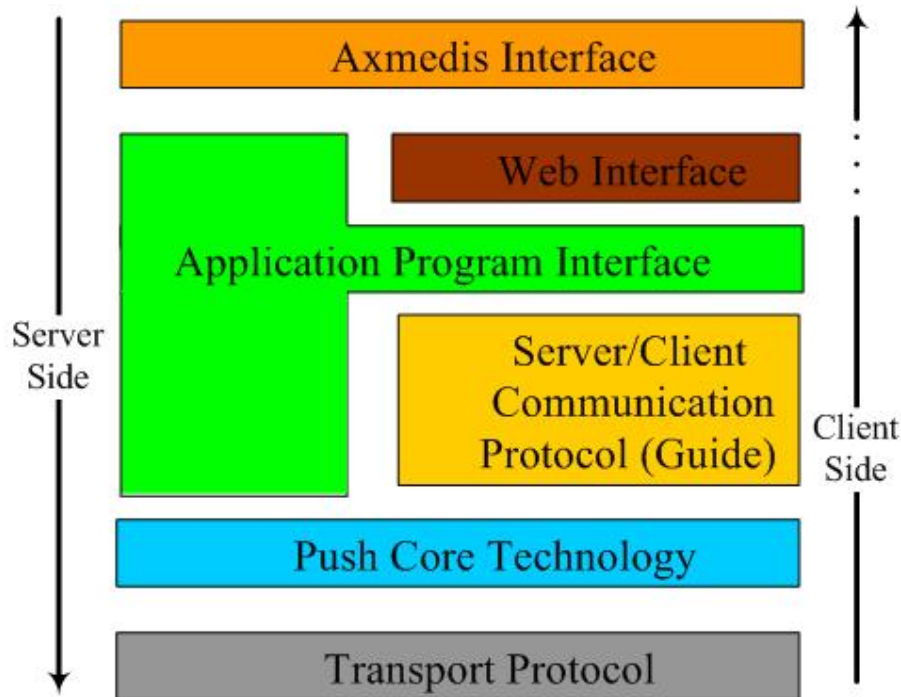 Axmedis Interface
Web Interface
Application Program Interface
Server
Side
Server/Client
Communication
Protocol (Guide)
Client
Side
Push Core Technology
Transport Protocol